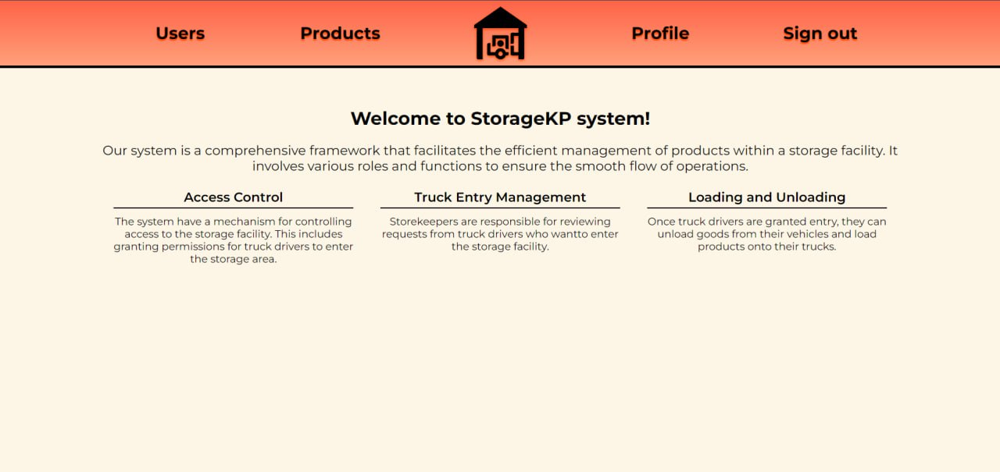 Users Products Profile Sign out
Welcome to StorageKP system!
Our system is a comprehensive framework that facilitates the efficient management of products within a storage facility. It
involves various roles and functions to ensure the smooth flow of operations.
Access Control
The system have a mechanism for controlling
access to the storage facility. This includes
granting permissions for truck drivers to enter
the storage area.
Truck Entry Management
Storekeepers are responsible for reviewing
requests from truck drivers who wantto enter
the storage facility.
Loading and Unloading
Once truck drivers are granted entry, they can
unload goods from their vehicles and load
products onto their trucks.